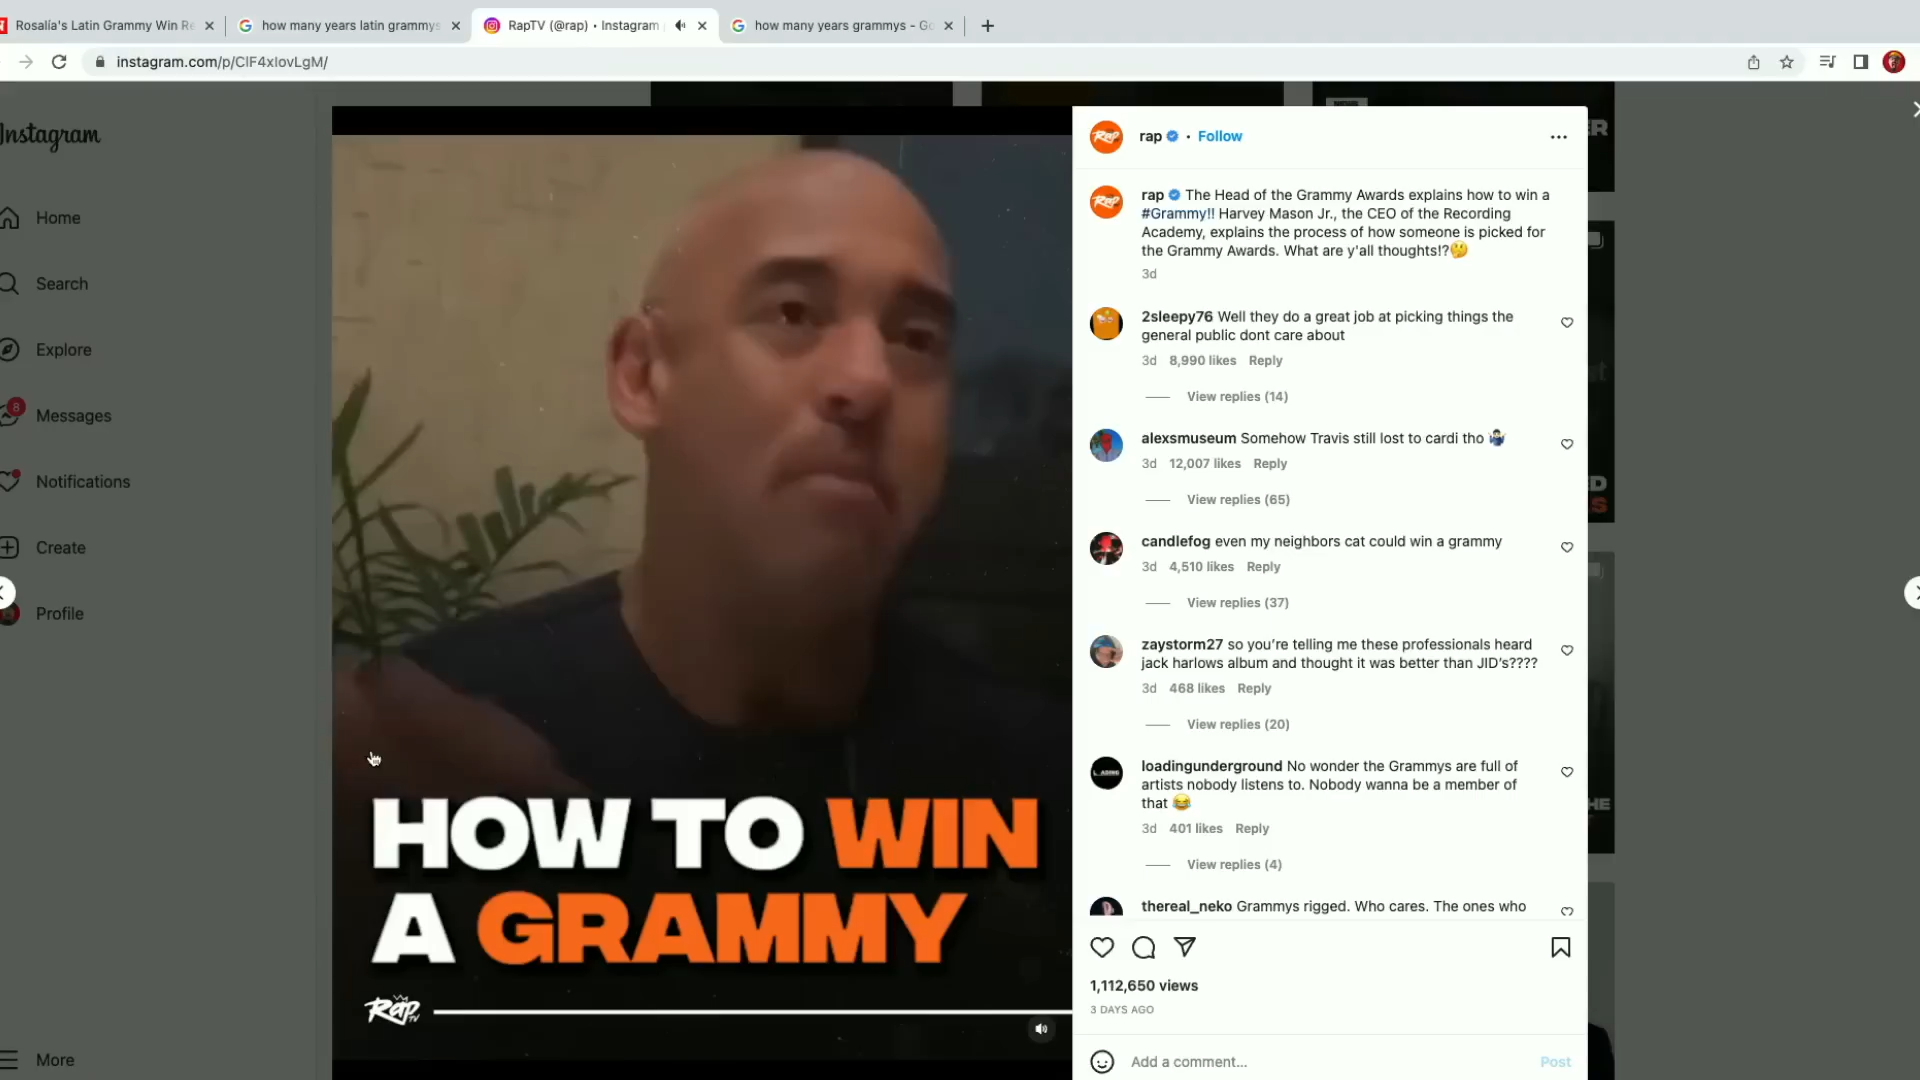 Rosalía's Latin Grammy Win Re
how many years latin grammys
RapTV (@rap) • Instagram
how many years grammys - Go
instagram.com/p/ClF4xIovLgM/
Instagram
Home
Search
Explore
8
Messages
Notifications
Create
Profile
More
HOW TO WIN
A GRAMMY
RAP TV
rap • Follow
rap The Head of the Grammy Awards explains how to win a
#Grammy!! Harvey Mason Jr., the CEO of the Recording
Academy, explains the process of how someone is picked for
the Grammy Awards. What are y'all thoughts!?🤔
3d
2sleepy76 Well they do a great job at picking things the
general public dont care about
3d 8,990 likes Reply
View replies (14)
alexsmuseum Somehow Travis still lost to cardi tho 🤷🏻‍♂️
3d 12,007 likes Reply
View replies (65)
candlefog even my neighbors cat could win a grammy
3d 4,510 likes Reply
View replies (37)
zaystorm27 so you're telling me these professionals heard
jack harlows album and thought it was better than JID's????
3d 468 likes Reply
View replies (20)
loadingunderground No wonder the Grammys are full of
artists nobody listens to. Nobody wanna be a member of
that 😂
3d 401 likes Reply
View replies (4)
thereal_neko Grammys rigged. Who cares. The ones who
1,112,650 views
3 DAYS AGO
Add a comment...
Post